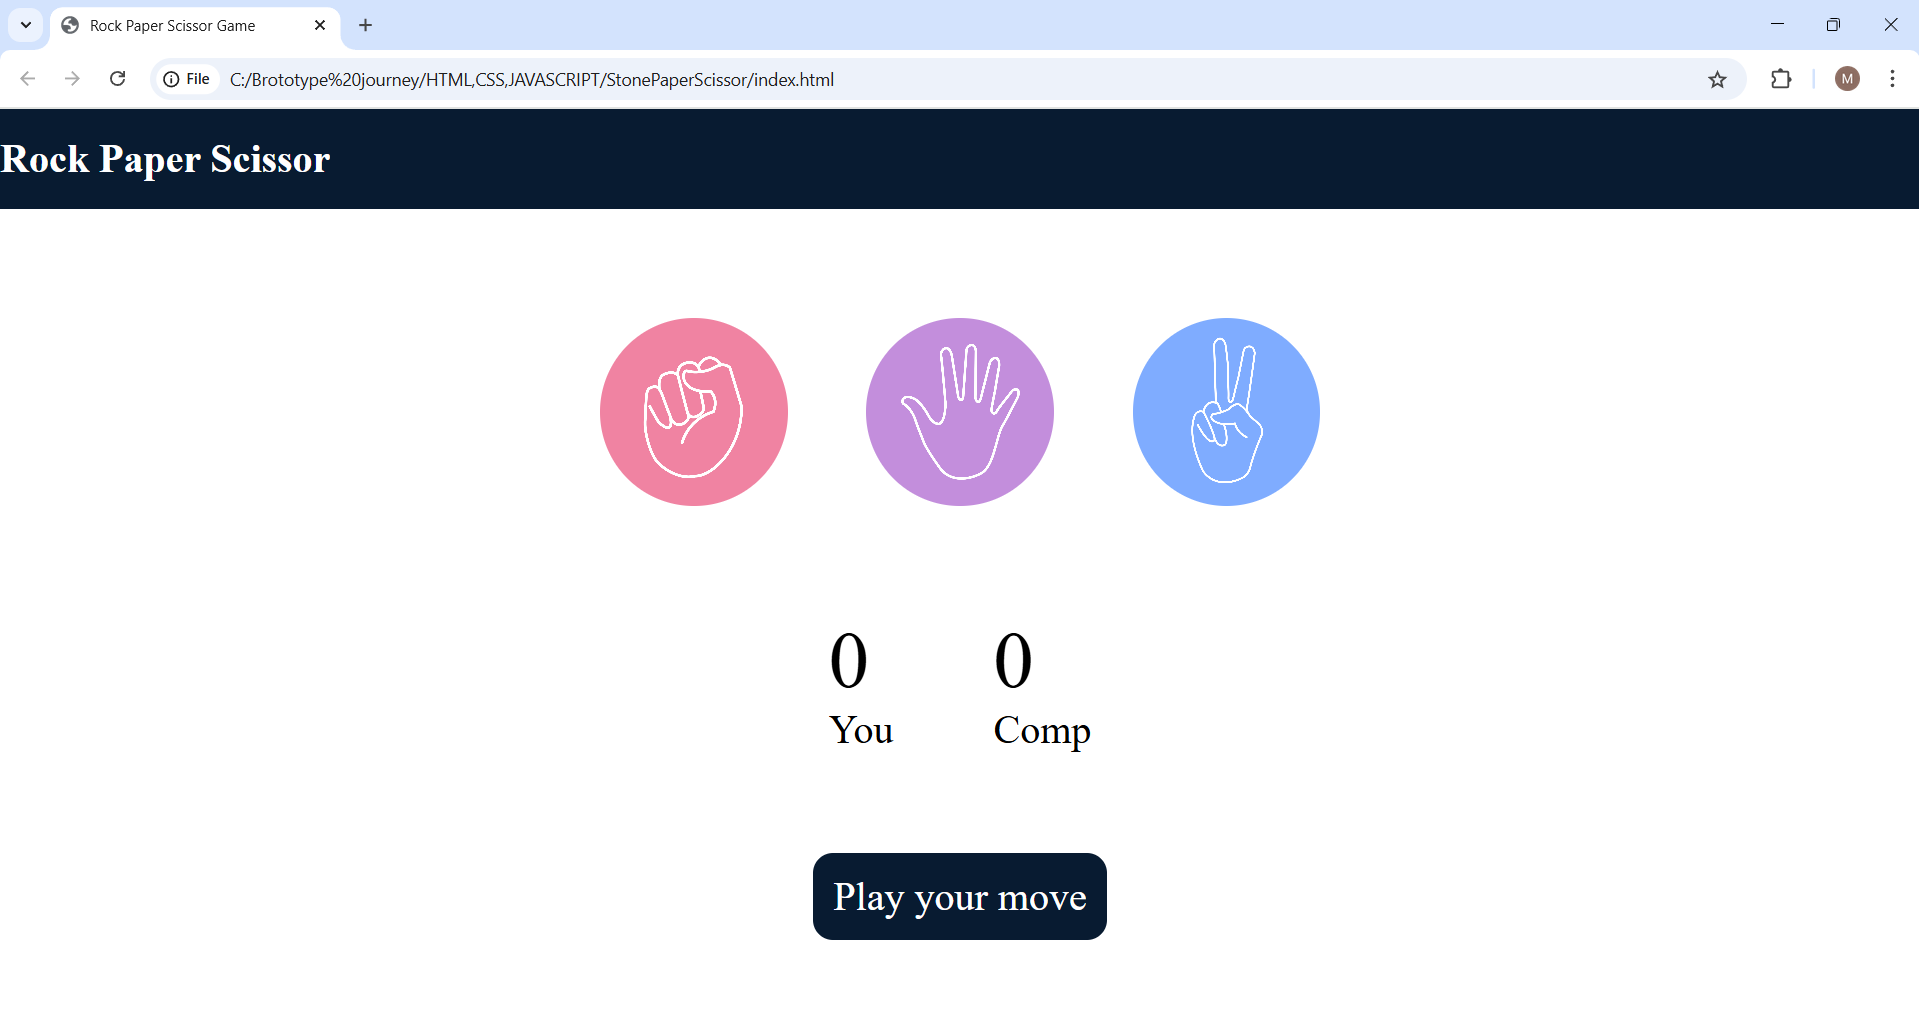 Rock Paper Scissor Game
File
C:/Brototype%20journey/HTML,CSS,JAVASCRIPT/StonePaperScissor/index.html
M
Rock Paper Scissor
0 0
You Comp
Play your move